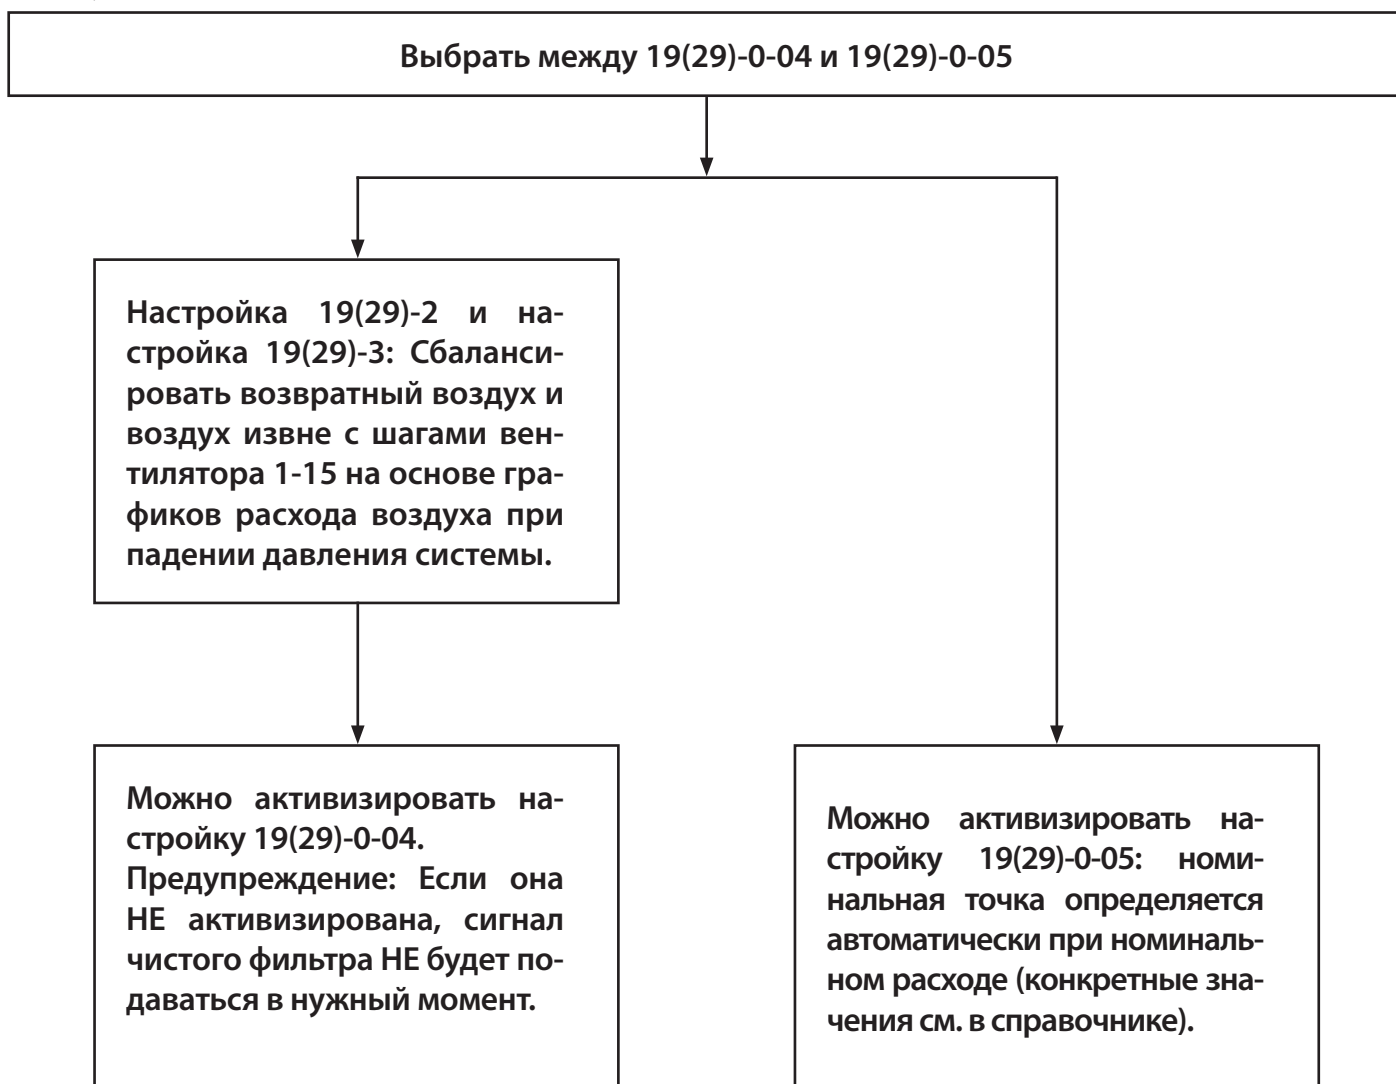 Выбрать между 19(29)-0-04 и 19(29)-0-05
Настройка 19(29)-2 и на-
стройка 19(29)-3: Сбаланси-
ровать возвратный воздух и
воздух извне с шагами вен-
тилятора 1-15 на основе гра-
фиков расхода воздуха при
падении давления системы.
Можно активизировать на-
стройку 19(29)-0-04.
Предупреждение: Если она
НЕ активизирована, сигнал
чистого фильтра НЕ будет по-
даваться в нужный момент.
Можно активизировать на-
стройку 19(29)-0-05: номи-
нальная точка определяется
автоматически при номиналь-
ном расходе (конкретные зна-
чения см. в справочнике).